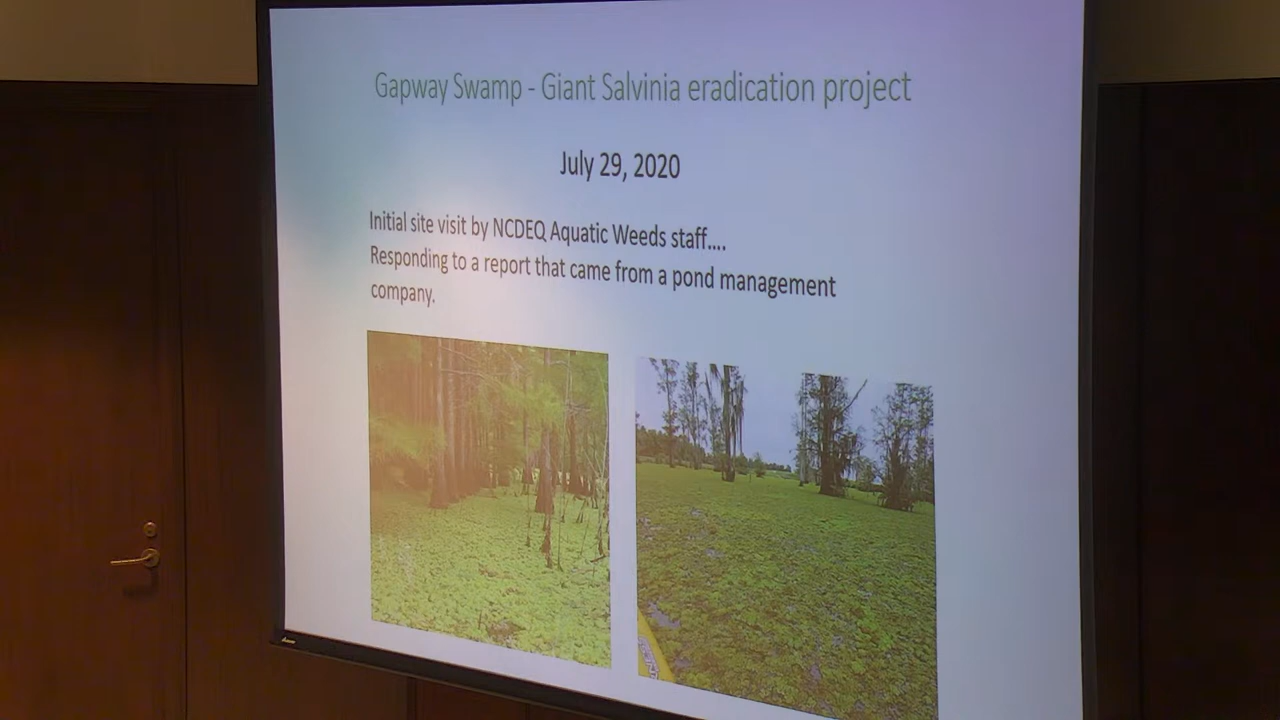 Gapway Swamp - Giant Salvinia eradication project
July 29, 2020
Initial site visit by NCDEQ Aquatic Weeds staff....
Responding to a report that came from a pond management
company.